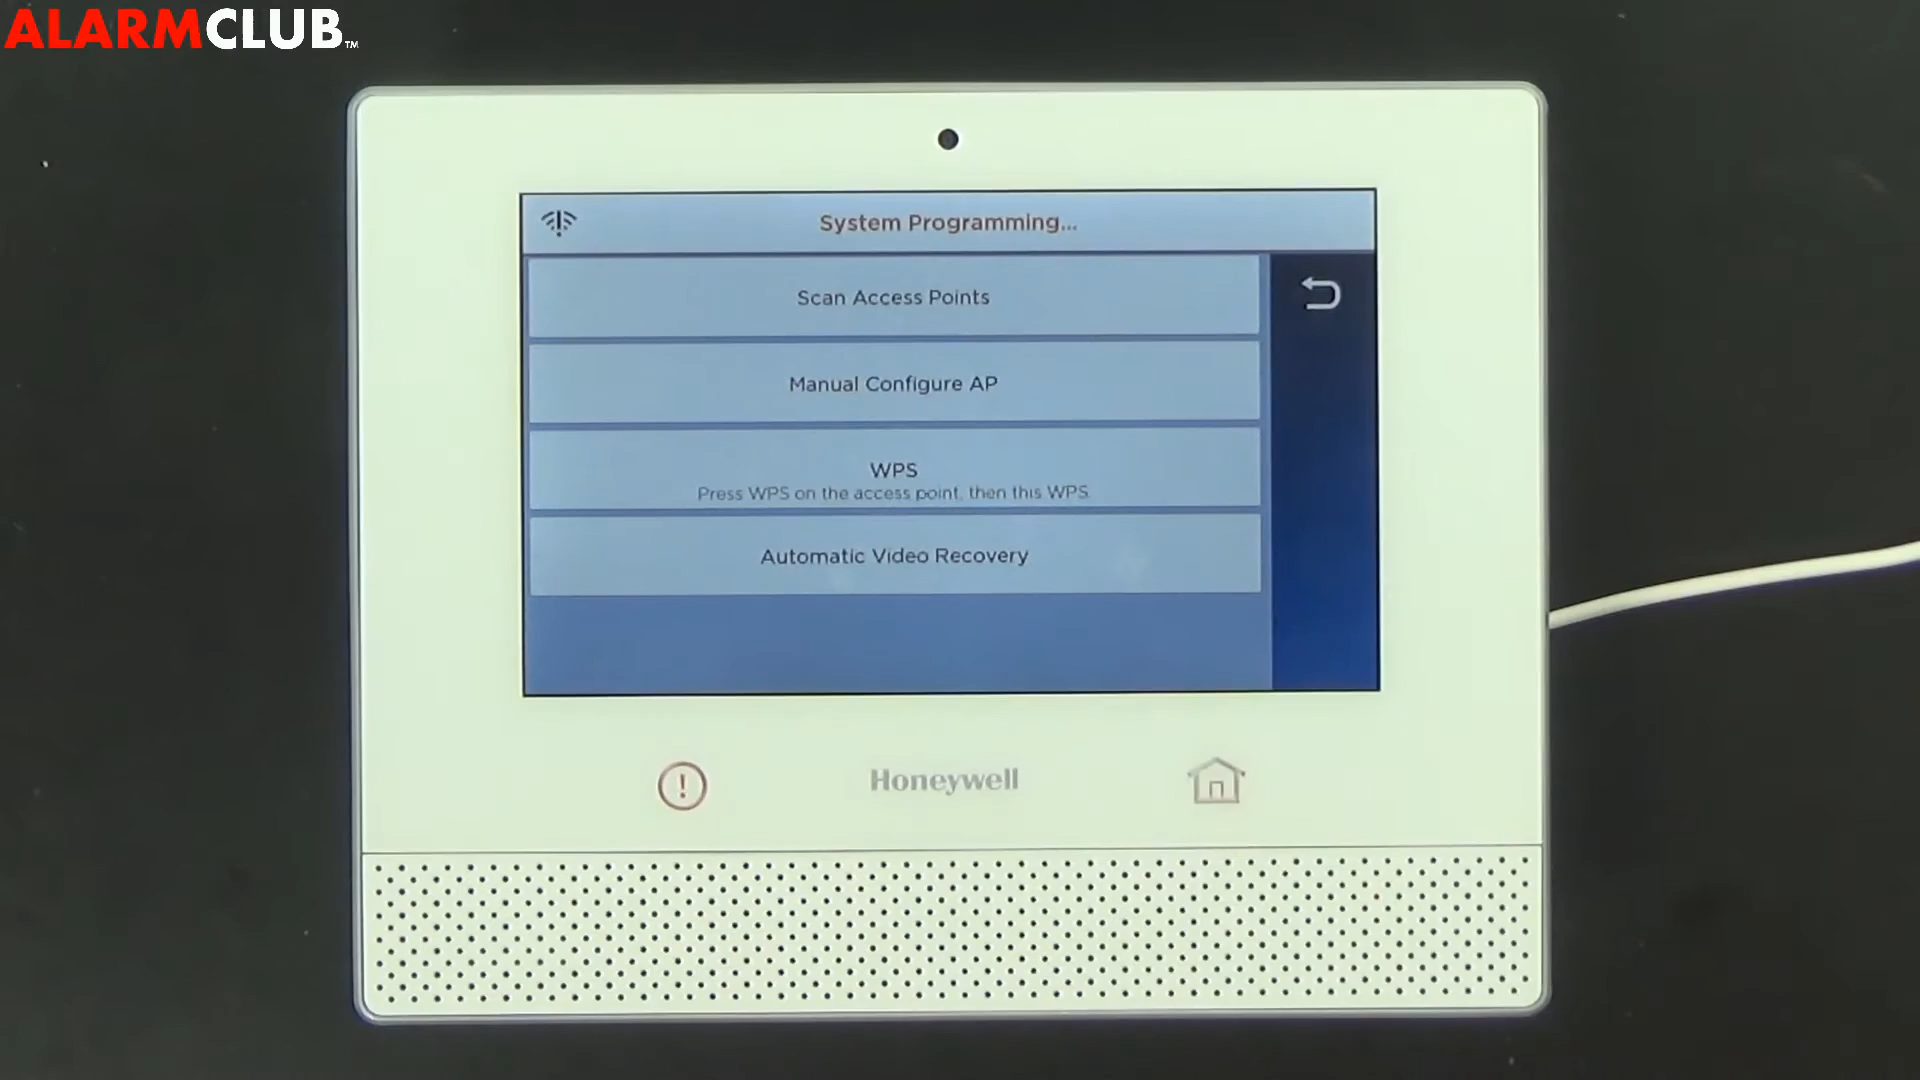 ALARMCLUB™
System Programming...
Scan Access Points
Manual Configure AP
WPS
Press WPS on the access point, then this WPS.
Automatic Video Recovery
Honeywell